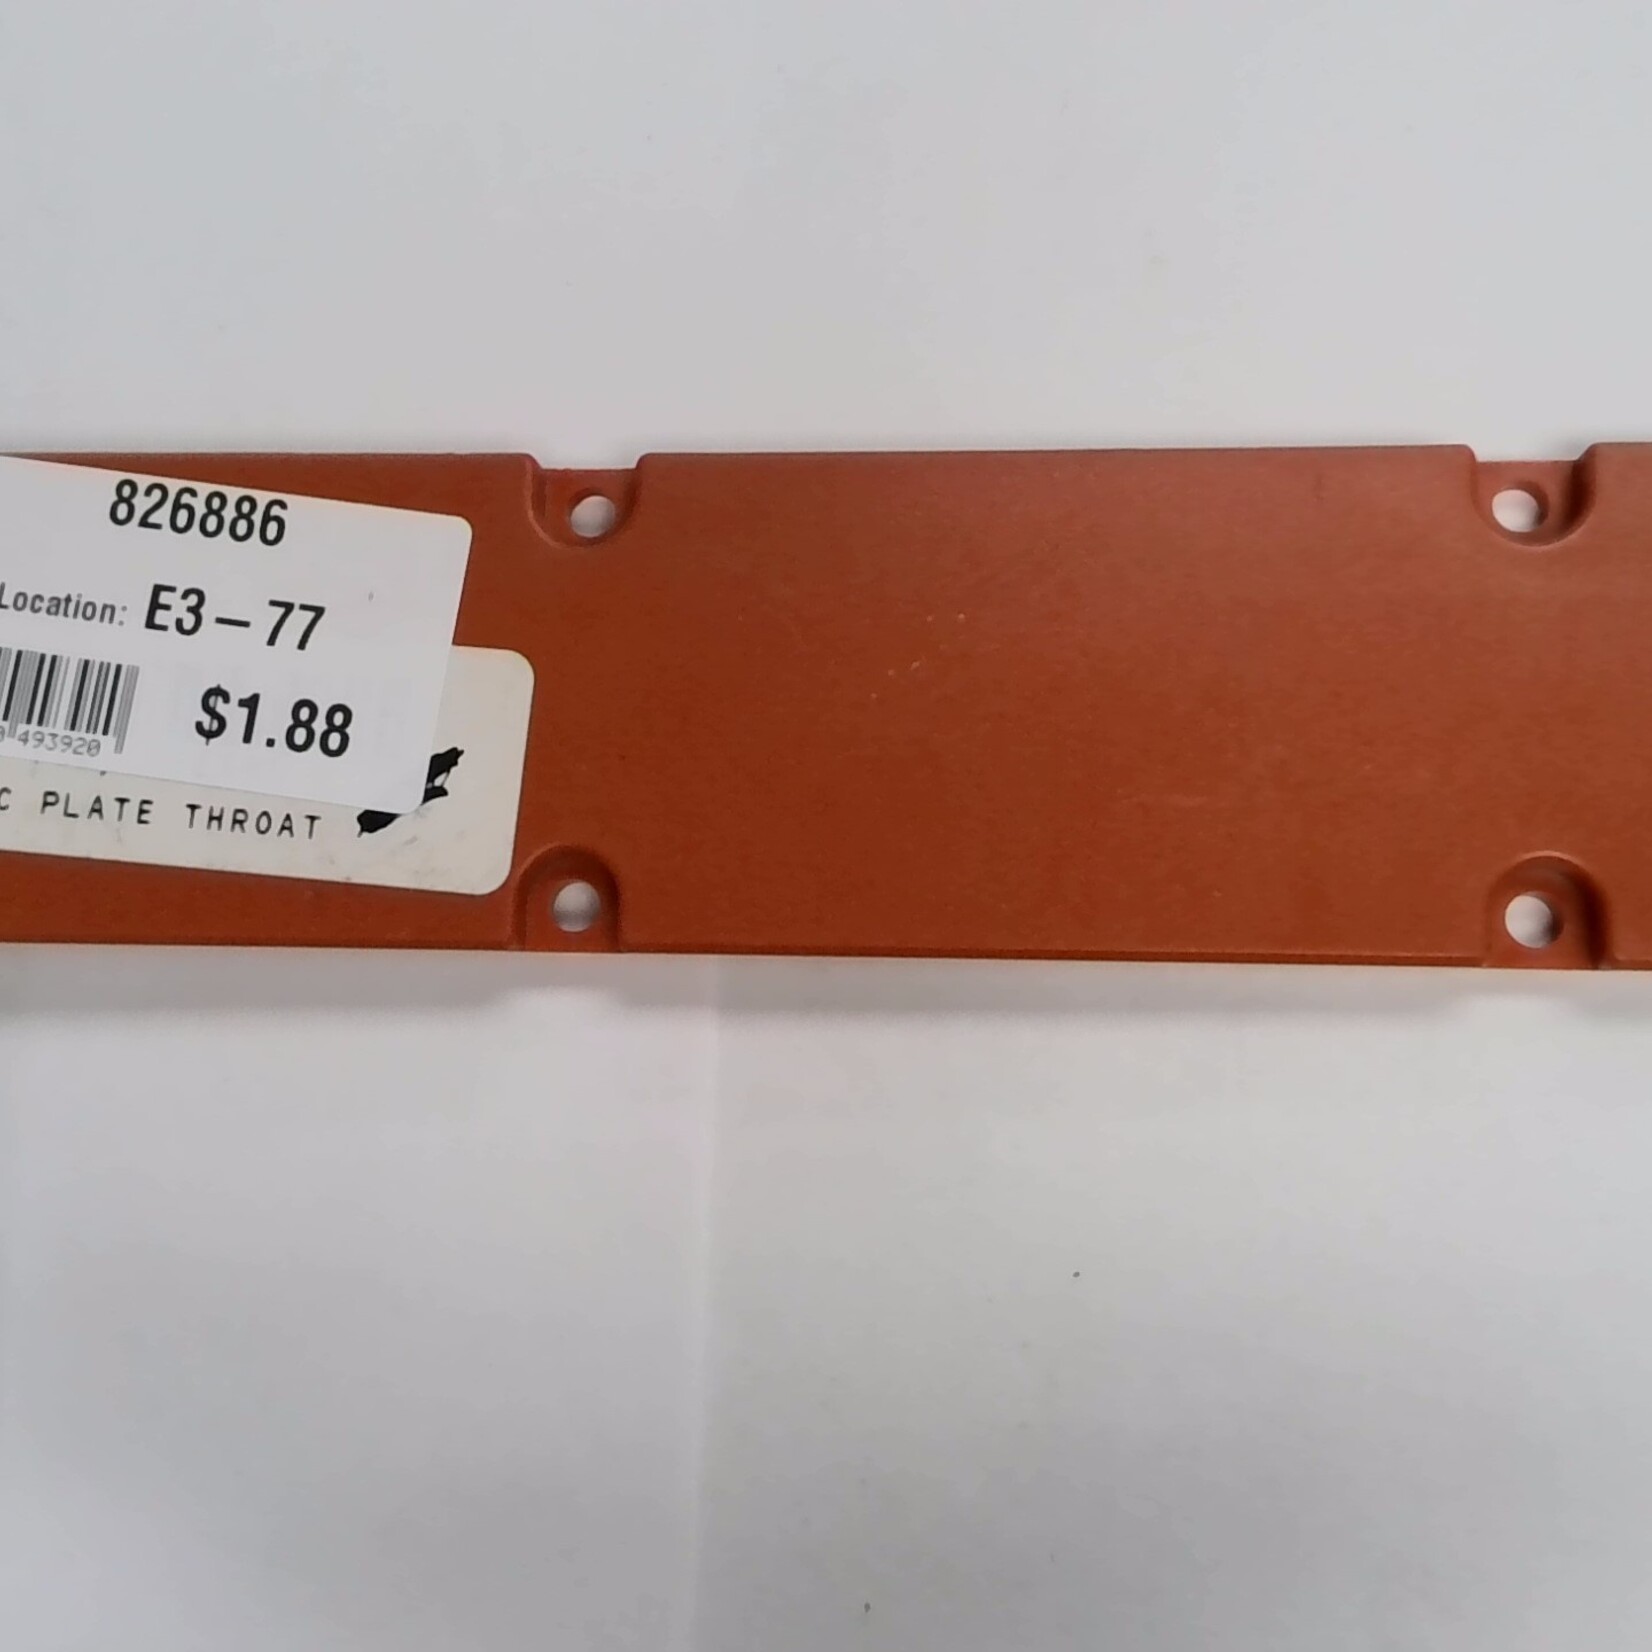 826886
Location: E3-77
$1.88
493920
C PLATE THROAT